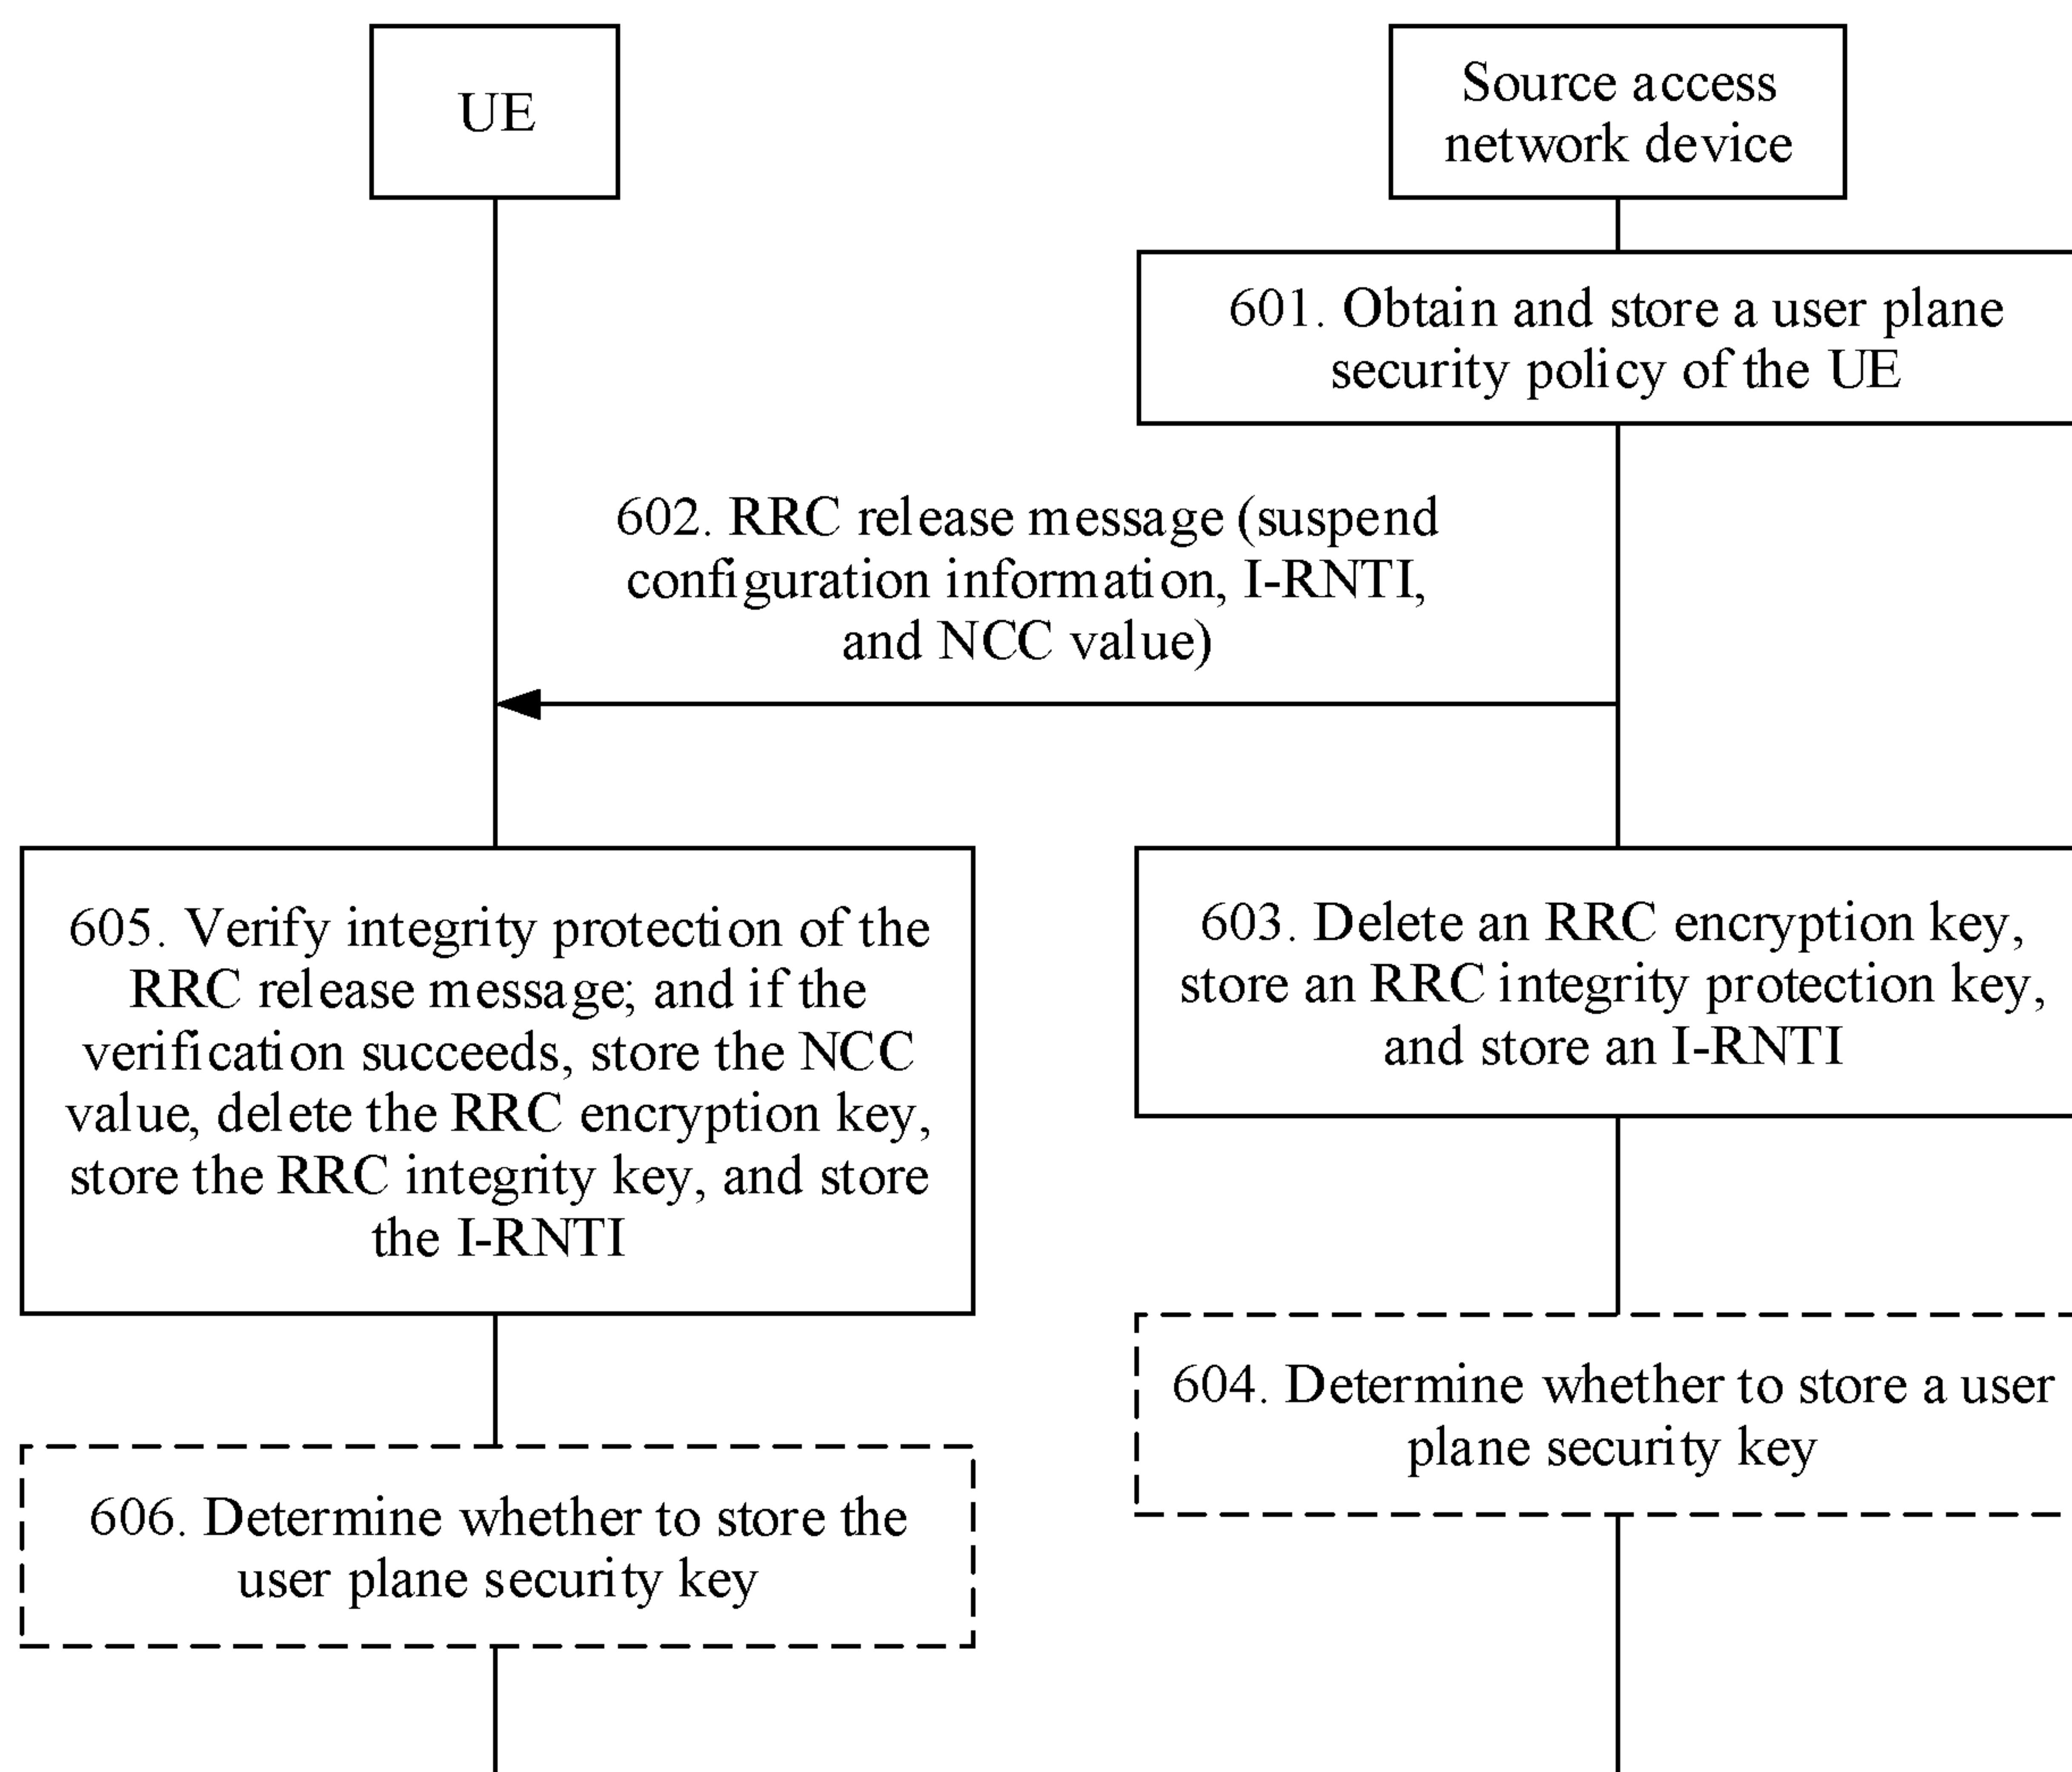 UE
Source access
network device
601. Obtain and store a user plane
security policy of the UE
602. RRC release message (suspend
configuration information, I-RNTI,
and NCC value)
605. Verify integrity protection of the
RRC release message; and if the
verification succeeds, store the NCC
value, delete the RRC encryption key,
store the RRC integrity key, and store
the I-RNTI
603. Delete an RRC encryption key,
store an RRC integrity protection key,
and store an I-RNTI
604. Determine whether to store a user
plane security key
606. Determine whether to store the
user plane security key